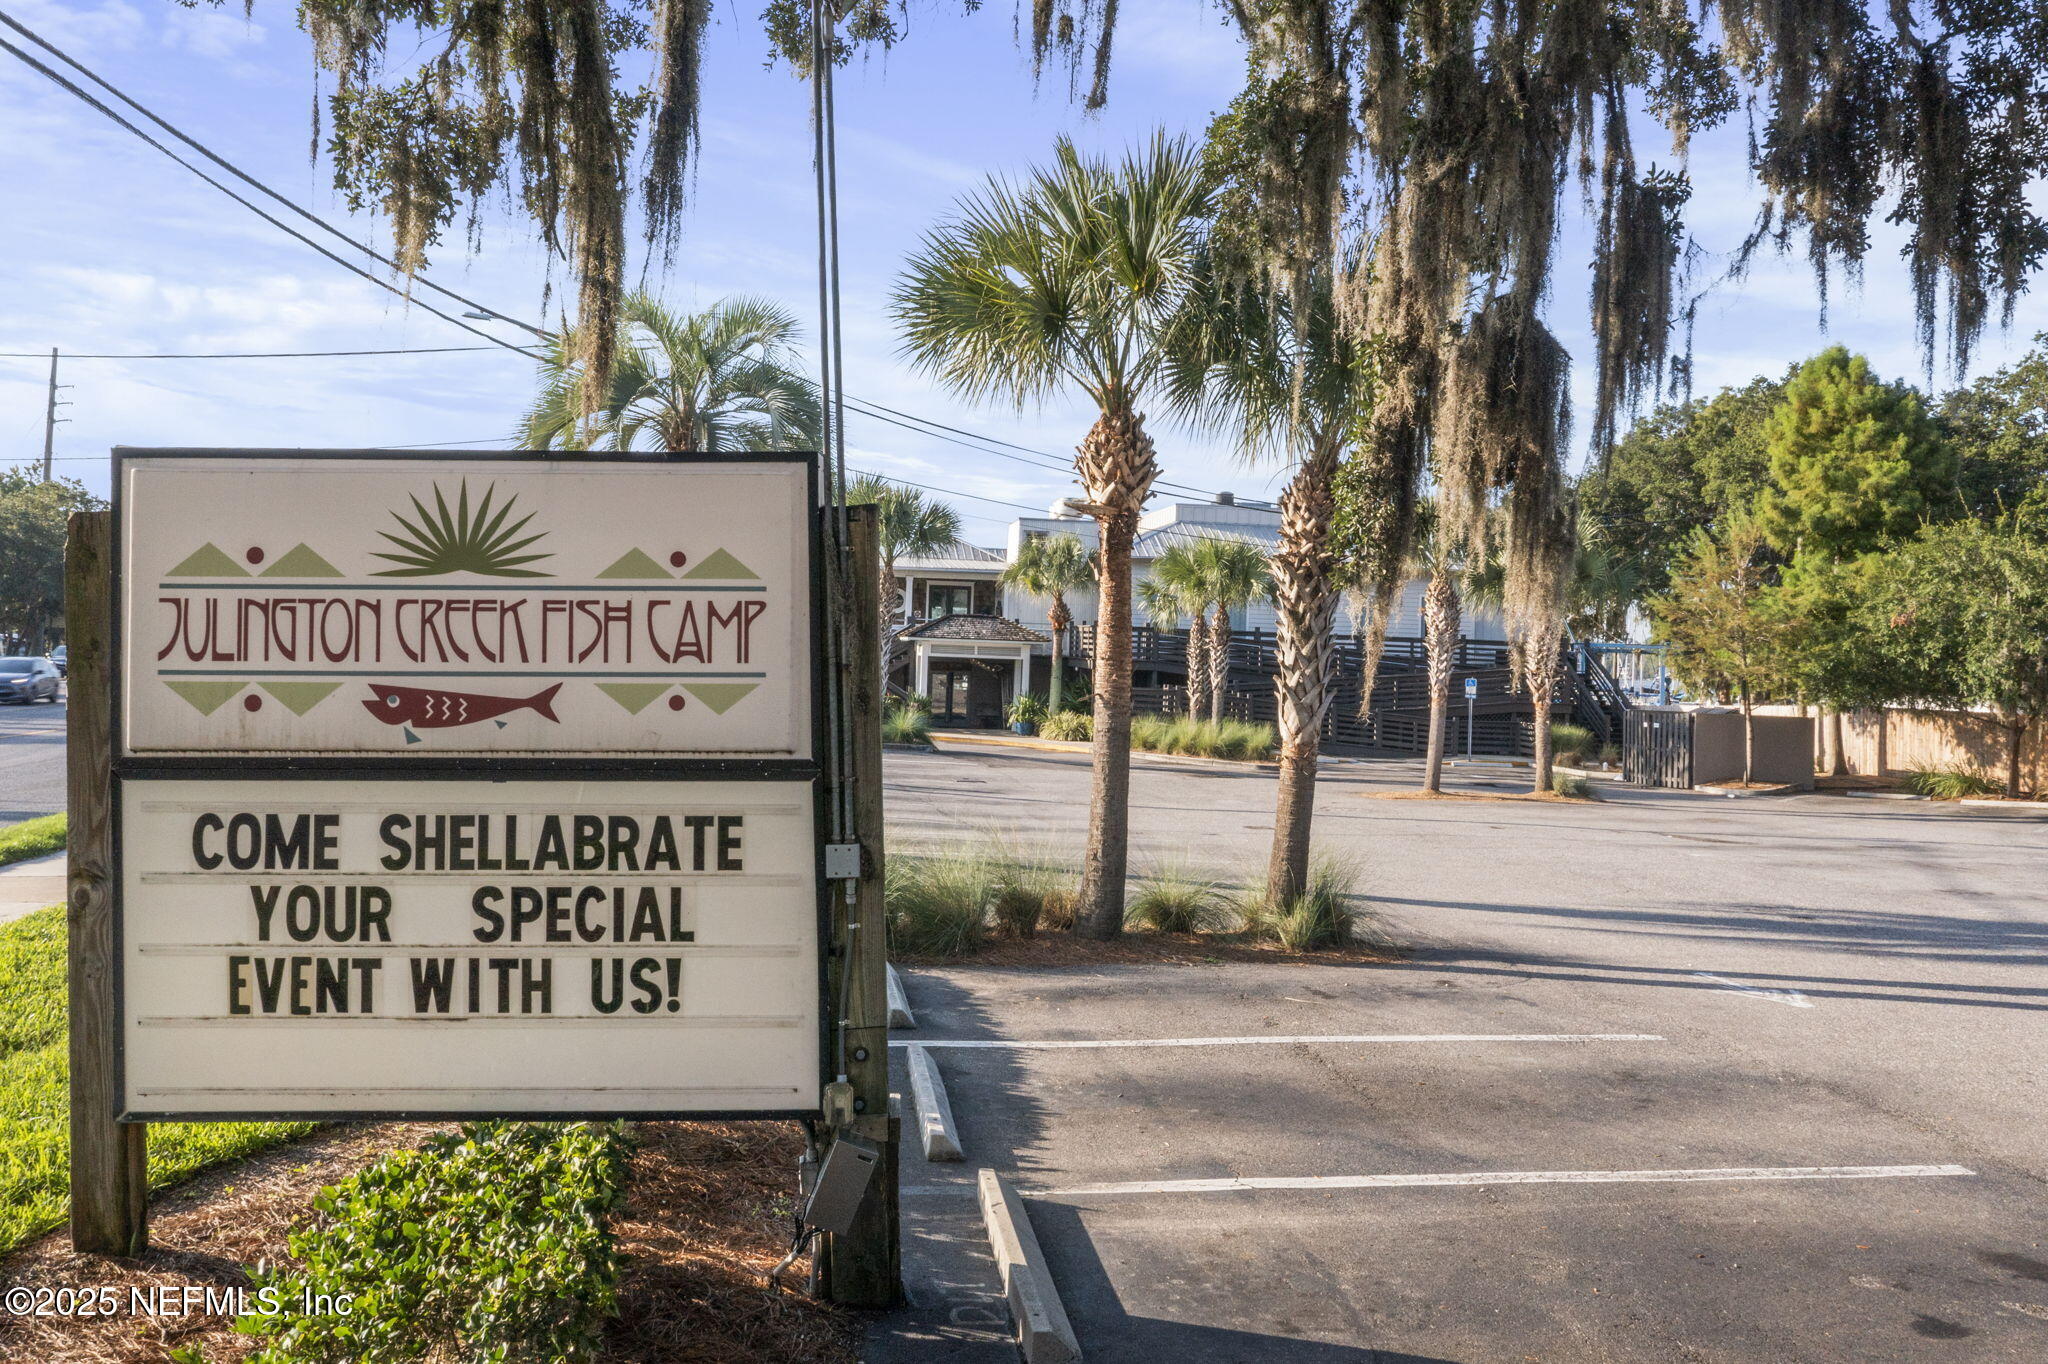 JULINGTON CREEK FISH CAMP
COME SHELLABRATE
YOUR SPECIAL
EVENT WITH US!
©2025 NEFMLS, Inc